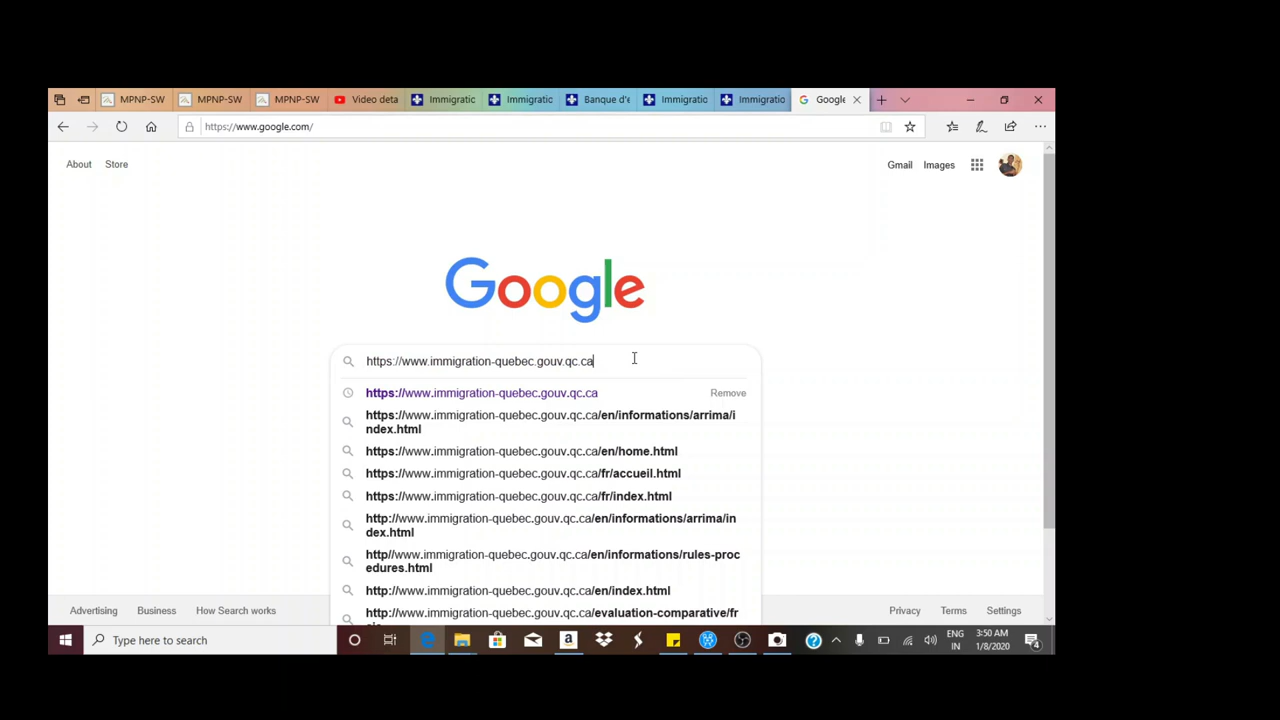 MPNP-SW MPNP-SW MPNP-SW Video deta Immigratic Immigratic Banque d'e Immigratio Immigratio Google
https://www.google.com/
About Store Gmail Images
Google
https://www.immigration-quebec.gouv.qc.ca
https://www.immigration-quebec.gouv.qc.ca Remove
https://www.immigration-quebec.gouv.qc.ca/en/informations/arrima/i
ndex.html
https://www.immigration-quebec.gouv.qc.ca/en/home.html
https://www.immigration-quebec.gouv.qc.ca/fr/accueil.html
https://www.immigration-quebec.gouv.qc.ca/fr/index.html
http://www.immigration-quebec.gouv.qc.ca/en/informations/arrima/in
dex.html
http//www.immigration-quebec.gouv.qc.ca/en/informations/rules-proc
edures.html
http://www.immigration-quebec.gouv.qc.ca/en/index.html
http://www.immigration-quebec.gouv.qc.ca/evaluation-comparative/fr
Advertising Business How Search works Privacy Terms Settings
Type here to search
ENG 3:50 AM
IN 1/8/2020 4